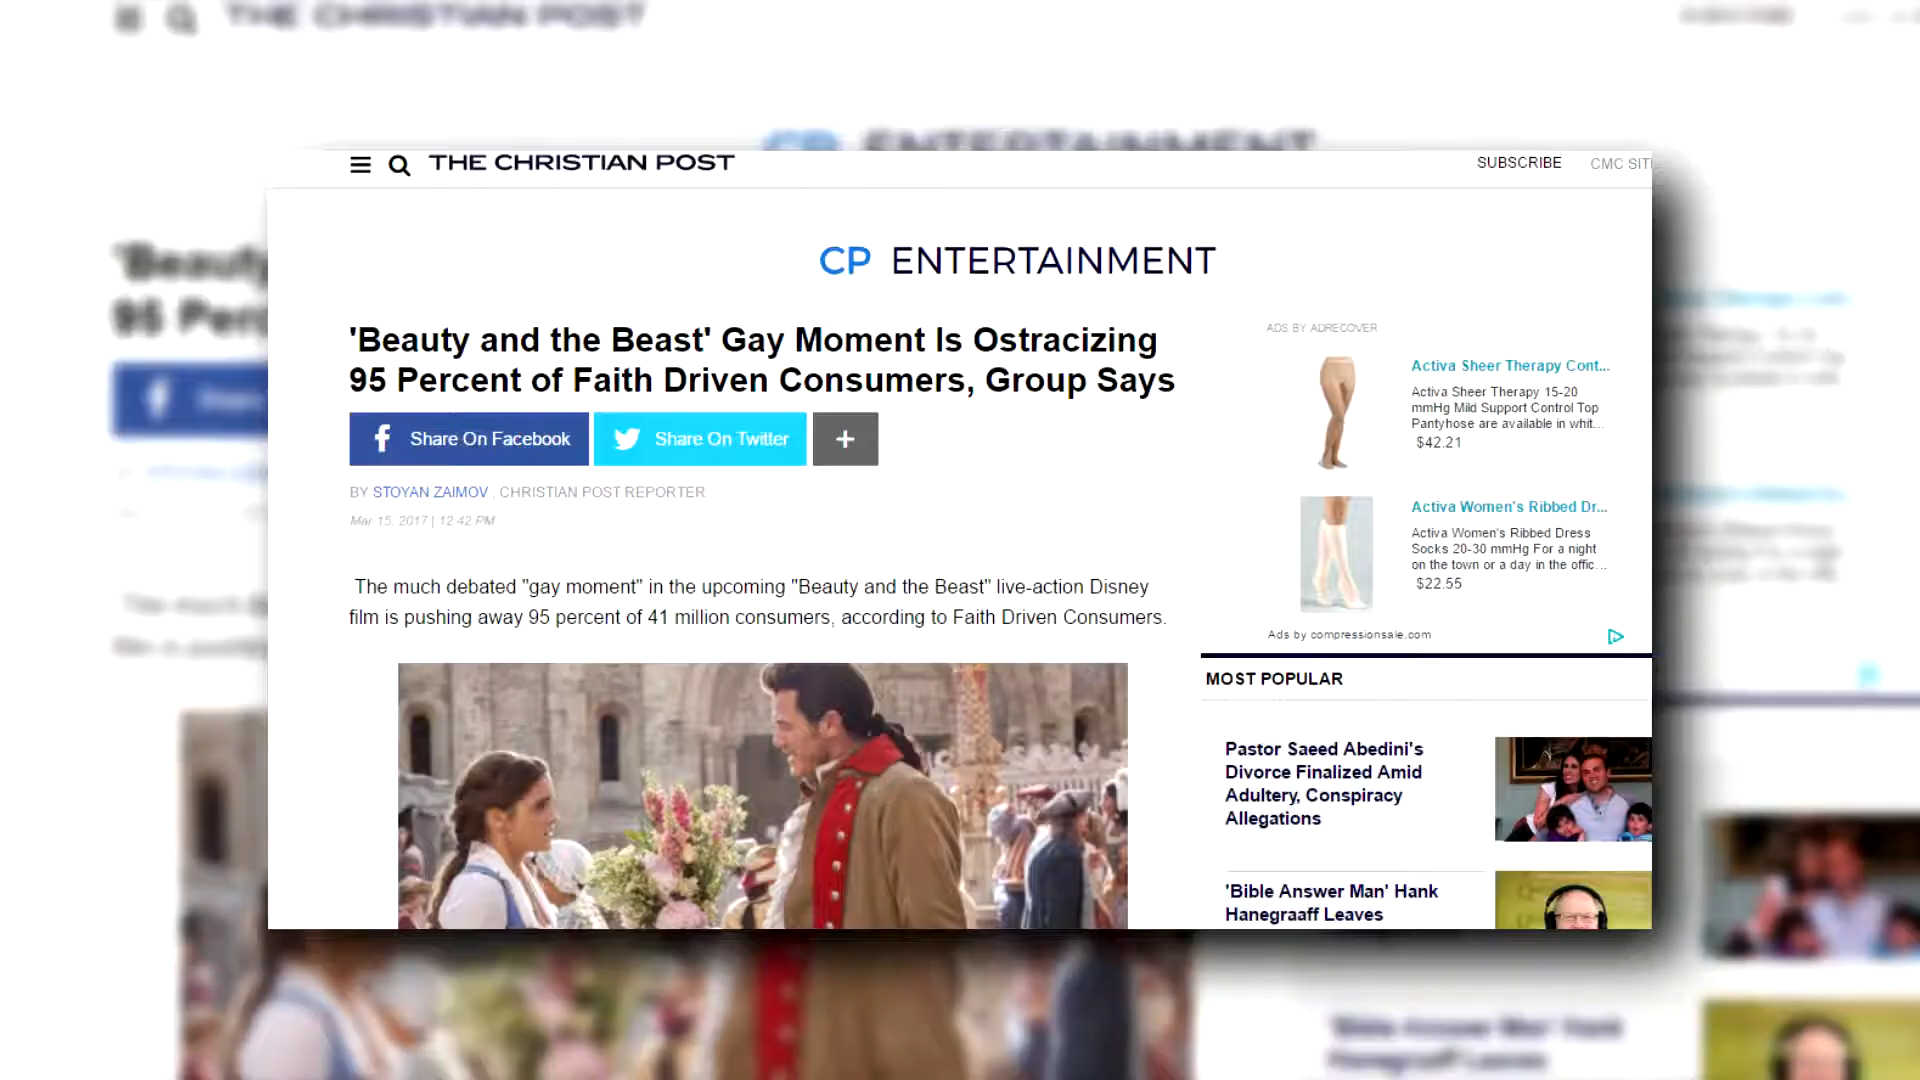 THE CHRISTIAN POST
SUBSCRIBE
CMC SIT
CP ENTERTAINMENT
'Beauty and the Beast' Gay Moment Is Ostracizing
95 Percent of Faith Driven Consumers, Group Says
Share On Facebook
Share On Twitter
+
BY STOYAN ZAIMOV , CHRISTIAN POST REPORTER
Mar 15, 2017 | 12:42 PM
The much debated "gay moment" in the upcoming "Beauty and the Beast" live-action Disney
film is pushing away 95 percent of 41 million consumers, according to Faith Driven Consumers.
ADS BY ADRECOVER
Activa Sheer Therapy Cont...
Activa Sheer Therapy 15-20
mmHg Mild Support Control Top
Pantyhose are available in whit...
$42.21
Activa Women's Ribbed Dr...
Activa Women's Ribbed Dress
Socks 20-30 mmHg For a night
on the town or a day in the offic...
$22.55
Ads by compressionsale.com
MOST POPULAR
Pastor Saeed Abedini's
Divorce Finalized Amid
Adultery, Conspiracy
Allegations
'Bible Answer Man' Hank
Hanegraaff Leaves